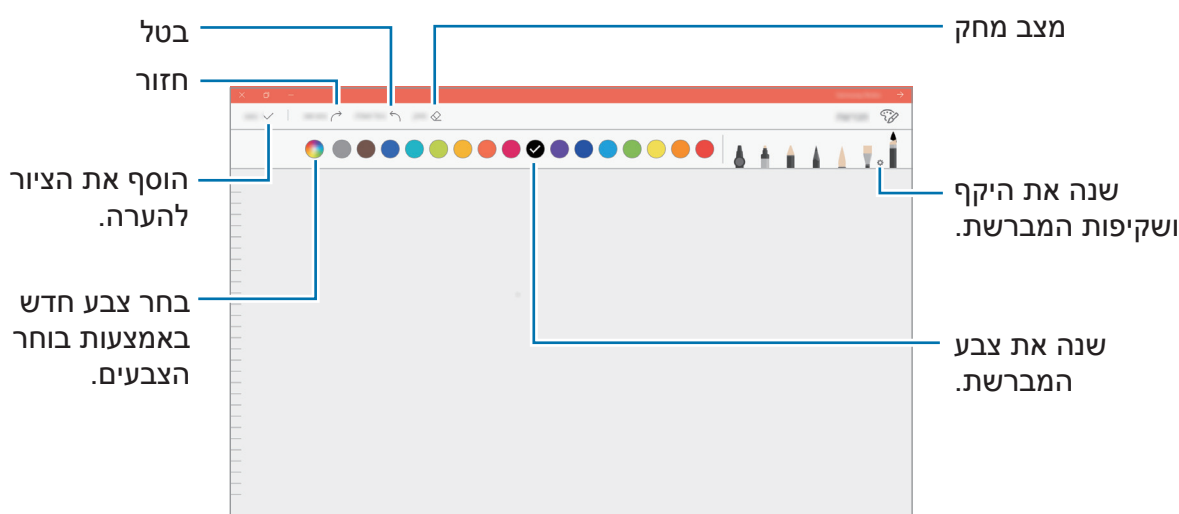 מצב מחק
בטל
חזור
הוסף את הציור
להערה.
שנה את היקף
ושקיפות המברשת.
בחר צבע חדש
באמצעות בוחר
הצבעים.
שנה את צבע
המברשת.